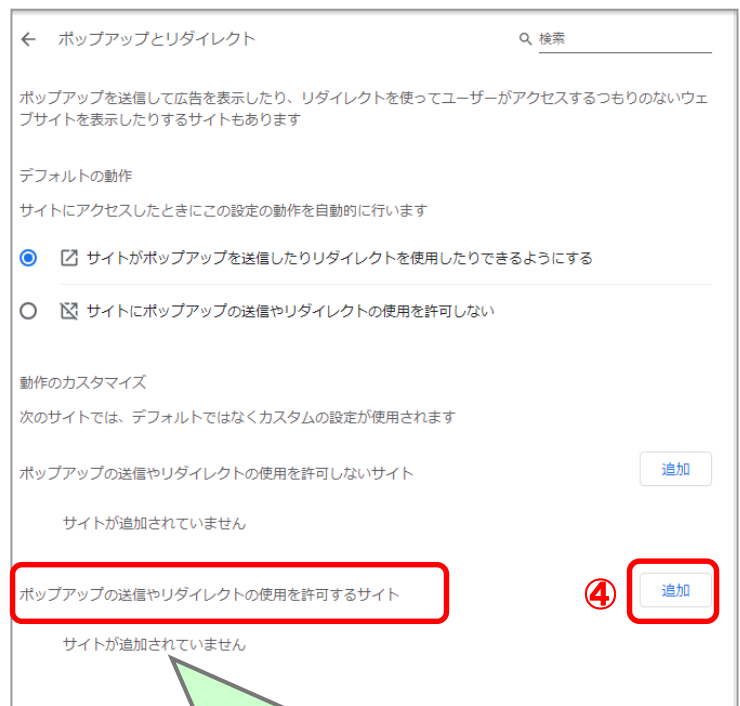 ポップアップとリダイレクト
検索
ポップアップを送信して広告を表示したり、リダイレクトを使ってユーザーがアクセスするつもりのないウェ
ブサイトを表示したりするサイトもあります
デフォルトの動作
サイトにアクセスしたときにこの設定の動作を自動的に行います
サイトがポップアップを送信したりリダイレクトを使用したりできるようにする
サイトにポップアップの送信やリダイレクトの使用を許可しない
動作のカスタマイズ
次のサイトでは、デフォルトではなくカスタムの設定が使用されます
ポップアップの送信やリダイレクトの使用を許可しないサイト
追加
サイトが追加されていません
ポップアップの送信やリダイレクトの使用を許可するサイト
④
追加
サイトが追加されていません